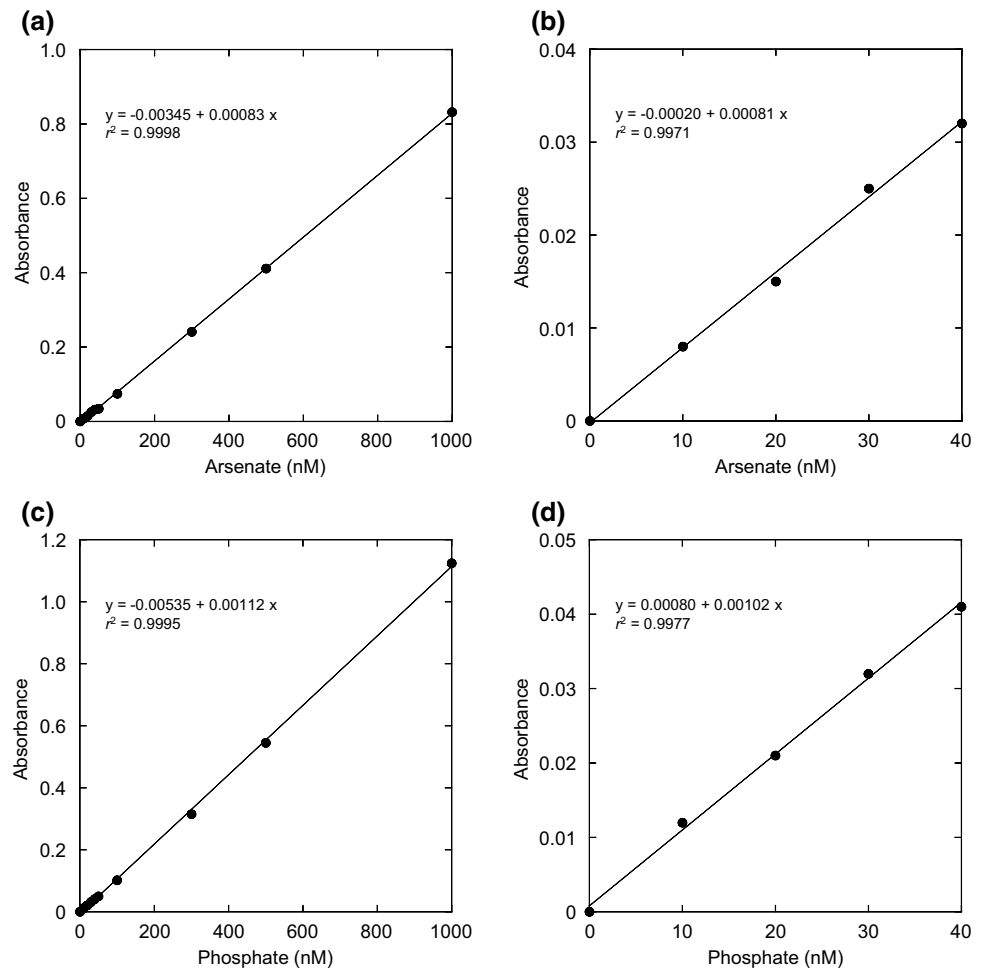 (a)
1.0
0.8
0.6
0.4
0.2
0
y = -0.00345 + 0.00083 x
r² = 0.9998
Absorbance
0 200 400 600 800 1000
Arsenate (nM)
(b)
0.04
0.03
0.02
0.01
0
y = -0.00020 + 0.00081 x
r² = 0.9971
Absorbance
0 10 20 30 40
Arsenate (nM)
(c)
1.2
1.0
0.8
0.6
0.4
0.2
0
y = -0.00535 + 0.00112 x
r² = 0.9995
Absorbance
0 200 400 600 800 1000
Phosphate (nM)
(d)
0.05
0.04
0.03
0.02
0.01
0
y = 0.00080 + 0.00102 x
r² = 0.9977
Absorbance
0 10 20 30 40
Phosphate (nM)